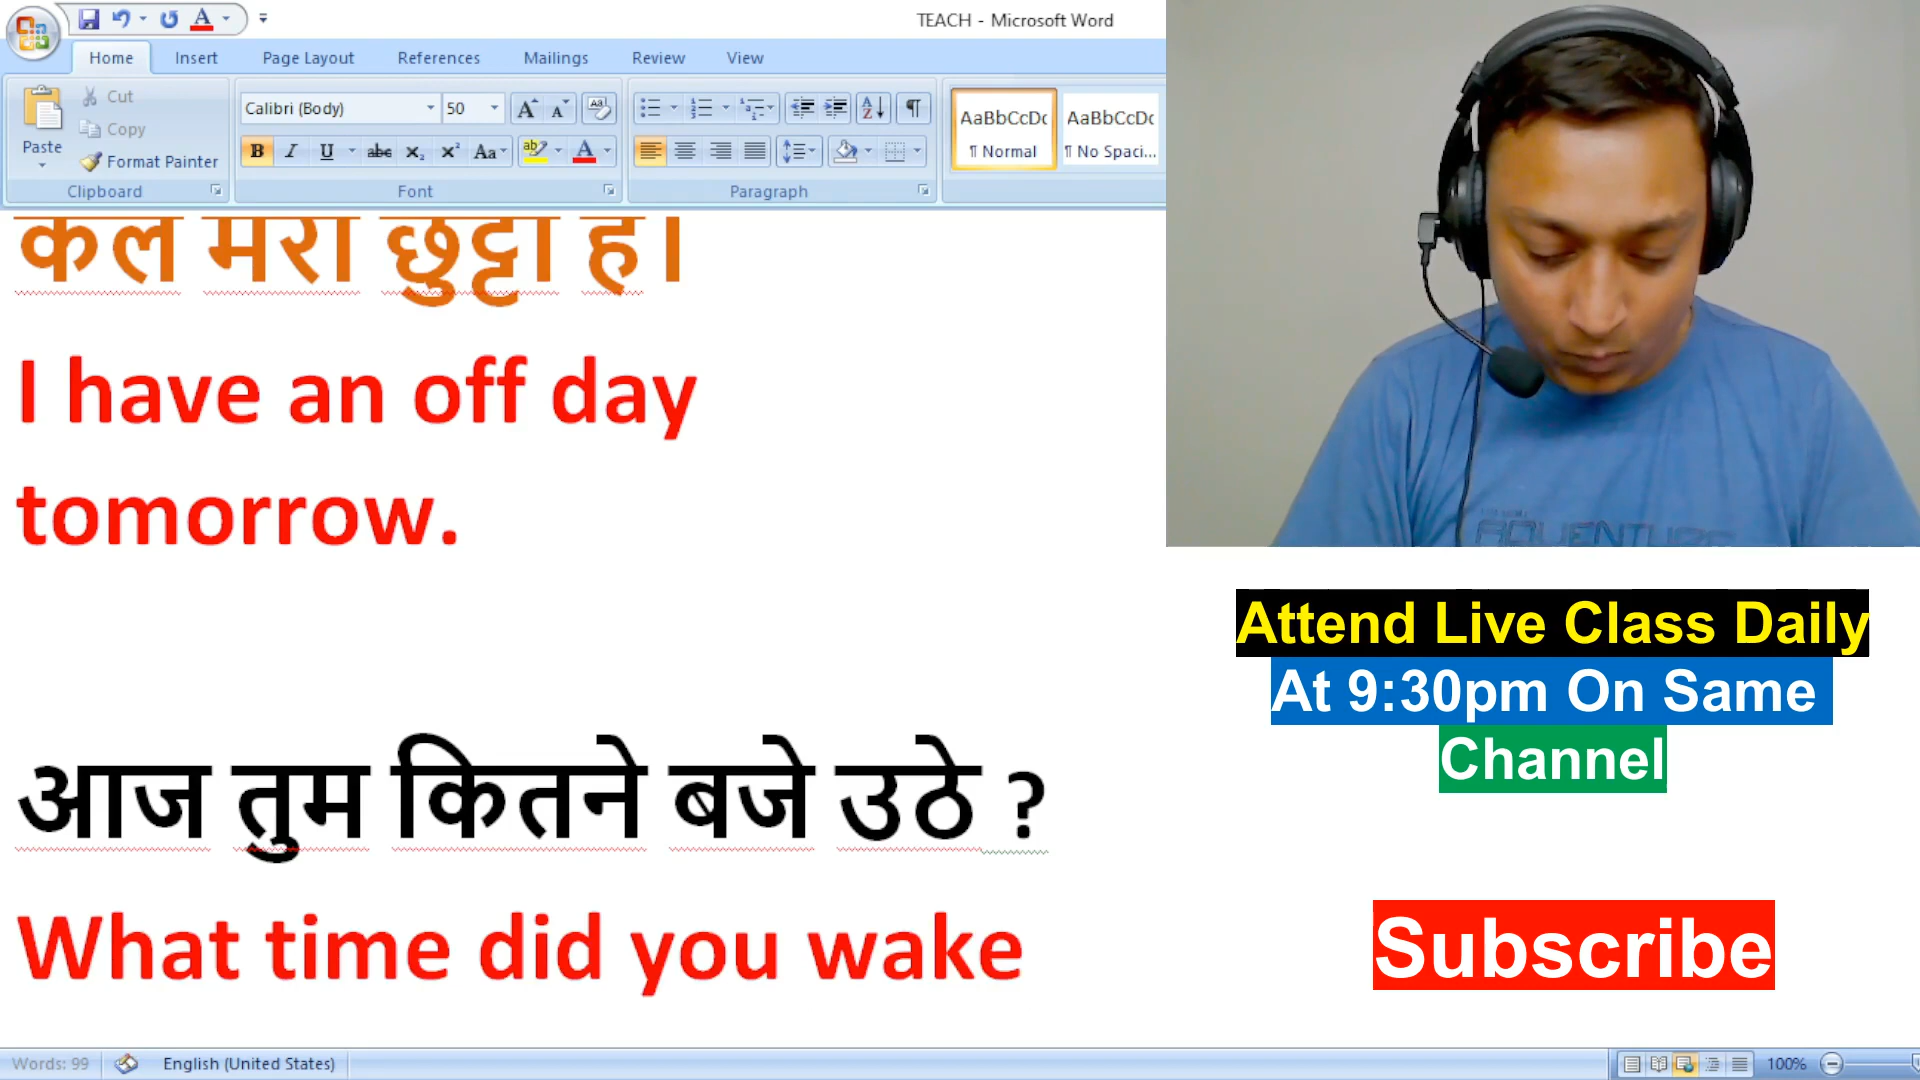 TEACH - Microsoft Word
Home Insert Page Layout References Mailings Review View
Paste
Cut
Copy
Format Painter
Clipboard
Calibri (Body) 50
Font
Paragraph
AaBbCcDc AaBbCcDc
¶ Normal ¶ No Spaci...
कल मेरी छुट्टी है।
I have an off day
tomorrow.
आज तुम कितने बजे उठे ?
What time did you wake
ADVENTURE
Attend Live Class Daily
At 9:30pm On Same
Channel
Subscribe
Words: 99 English (United States) 100%